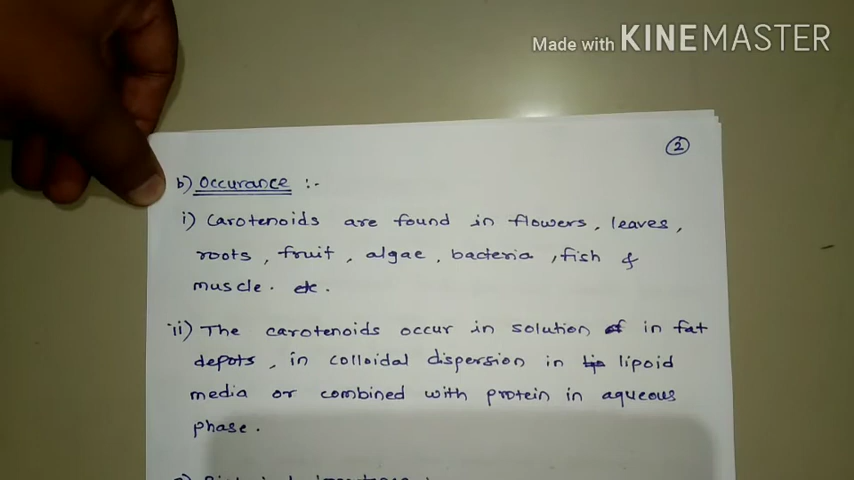 Made with KINEMASTER
2
b) Occurance :-
i) Carotenoids are found in flowers, leaves,
roots, fruit, algae, bacteria, fish &
muscle. etc.
ii) The carotenoids occur in solution of in fat
depots, in colloidal dispersion in lipoid
media or combined with protein in aqueous
phase.